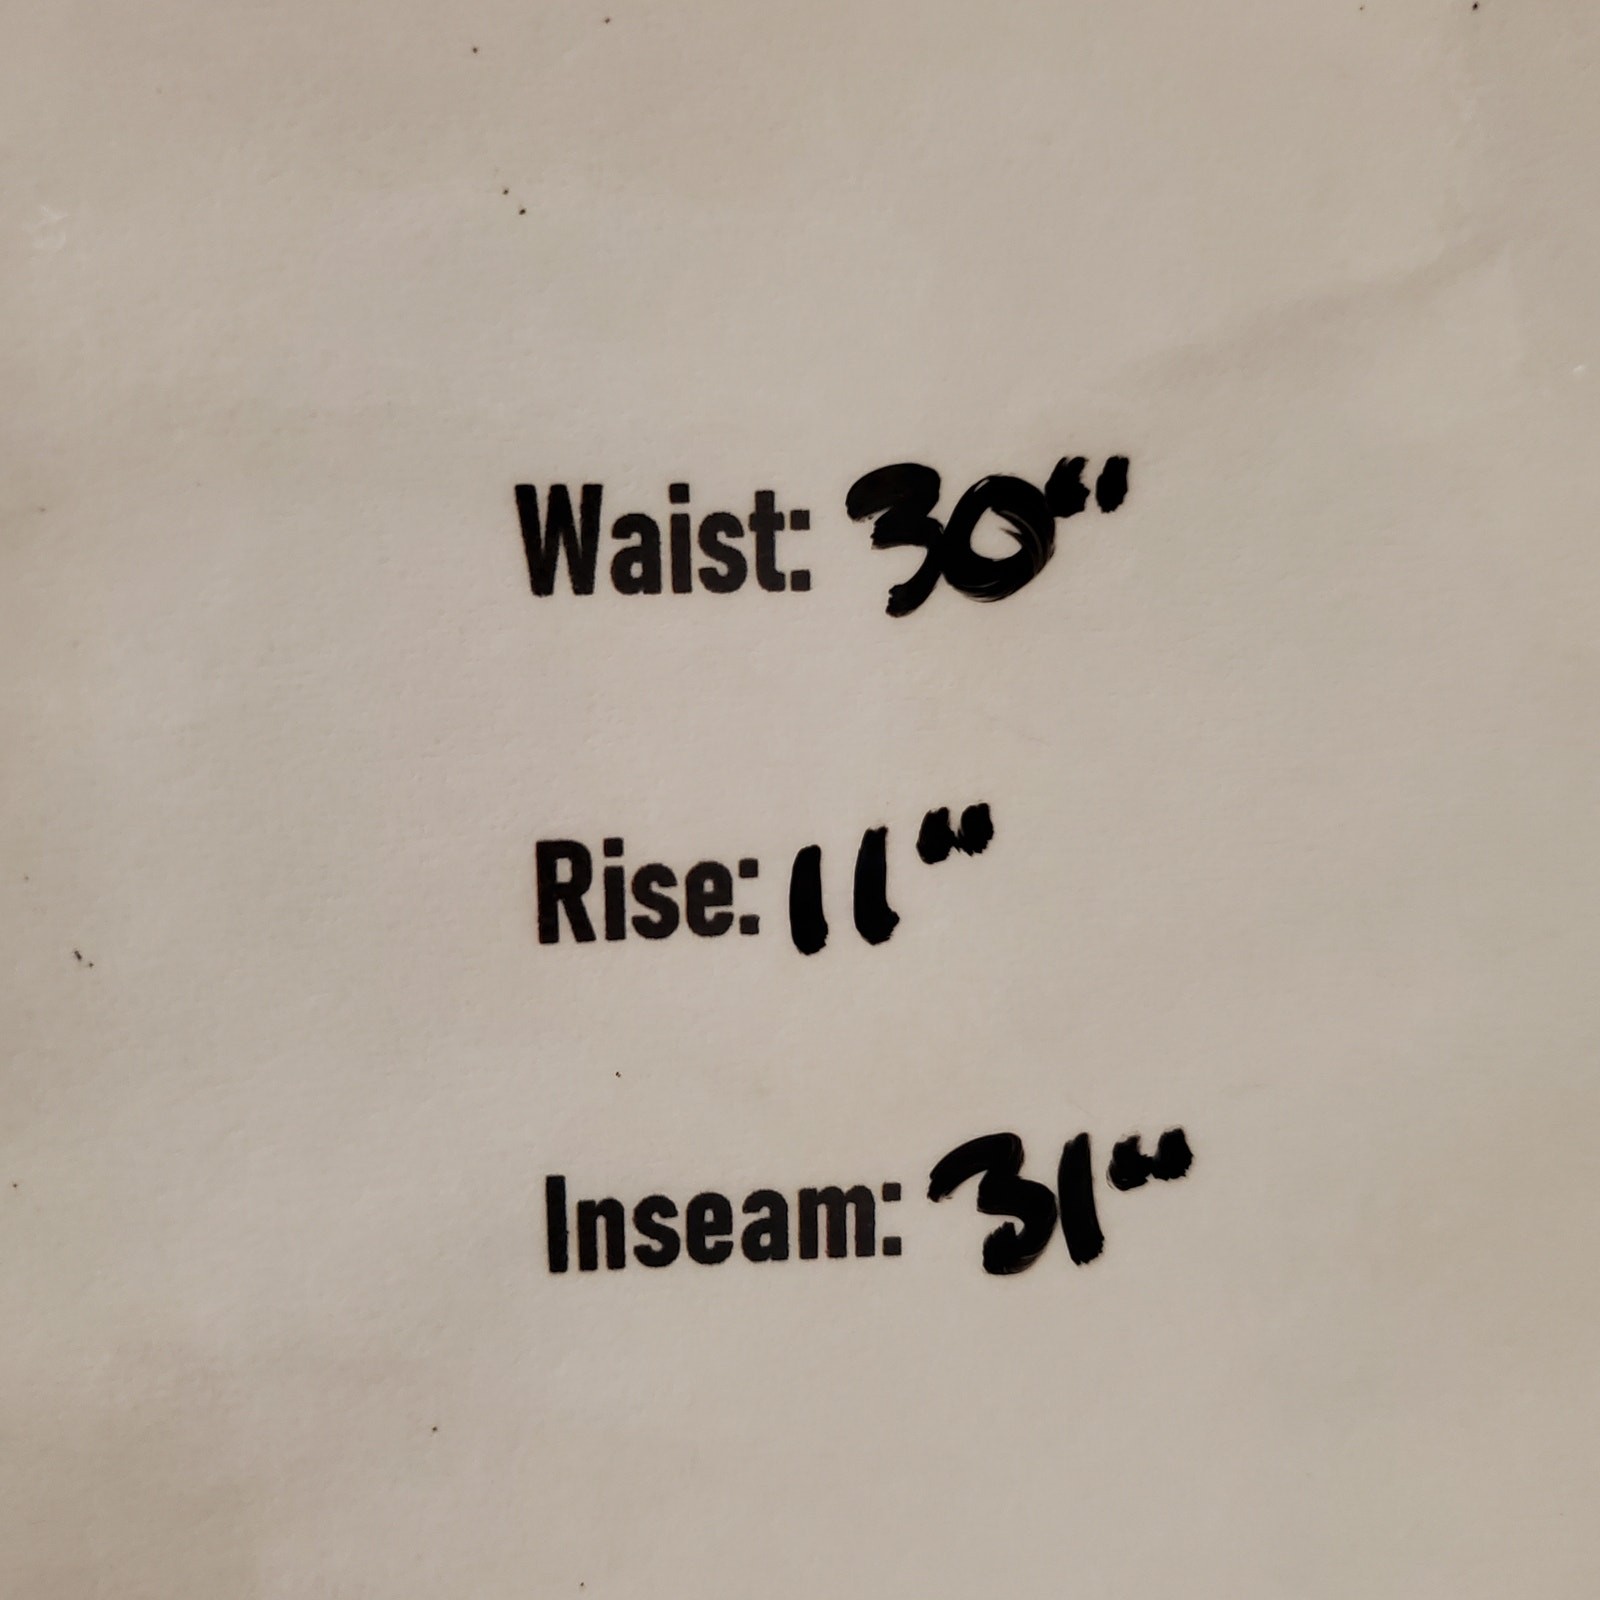 Waist: 30"
Rise: 11"
Inseam: 31"